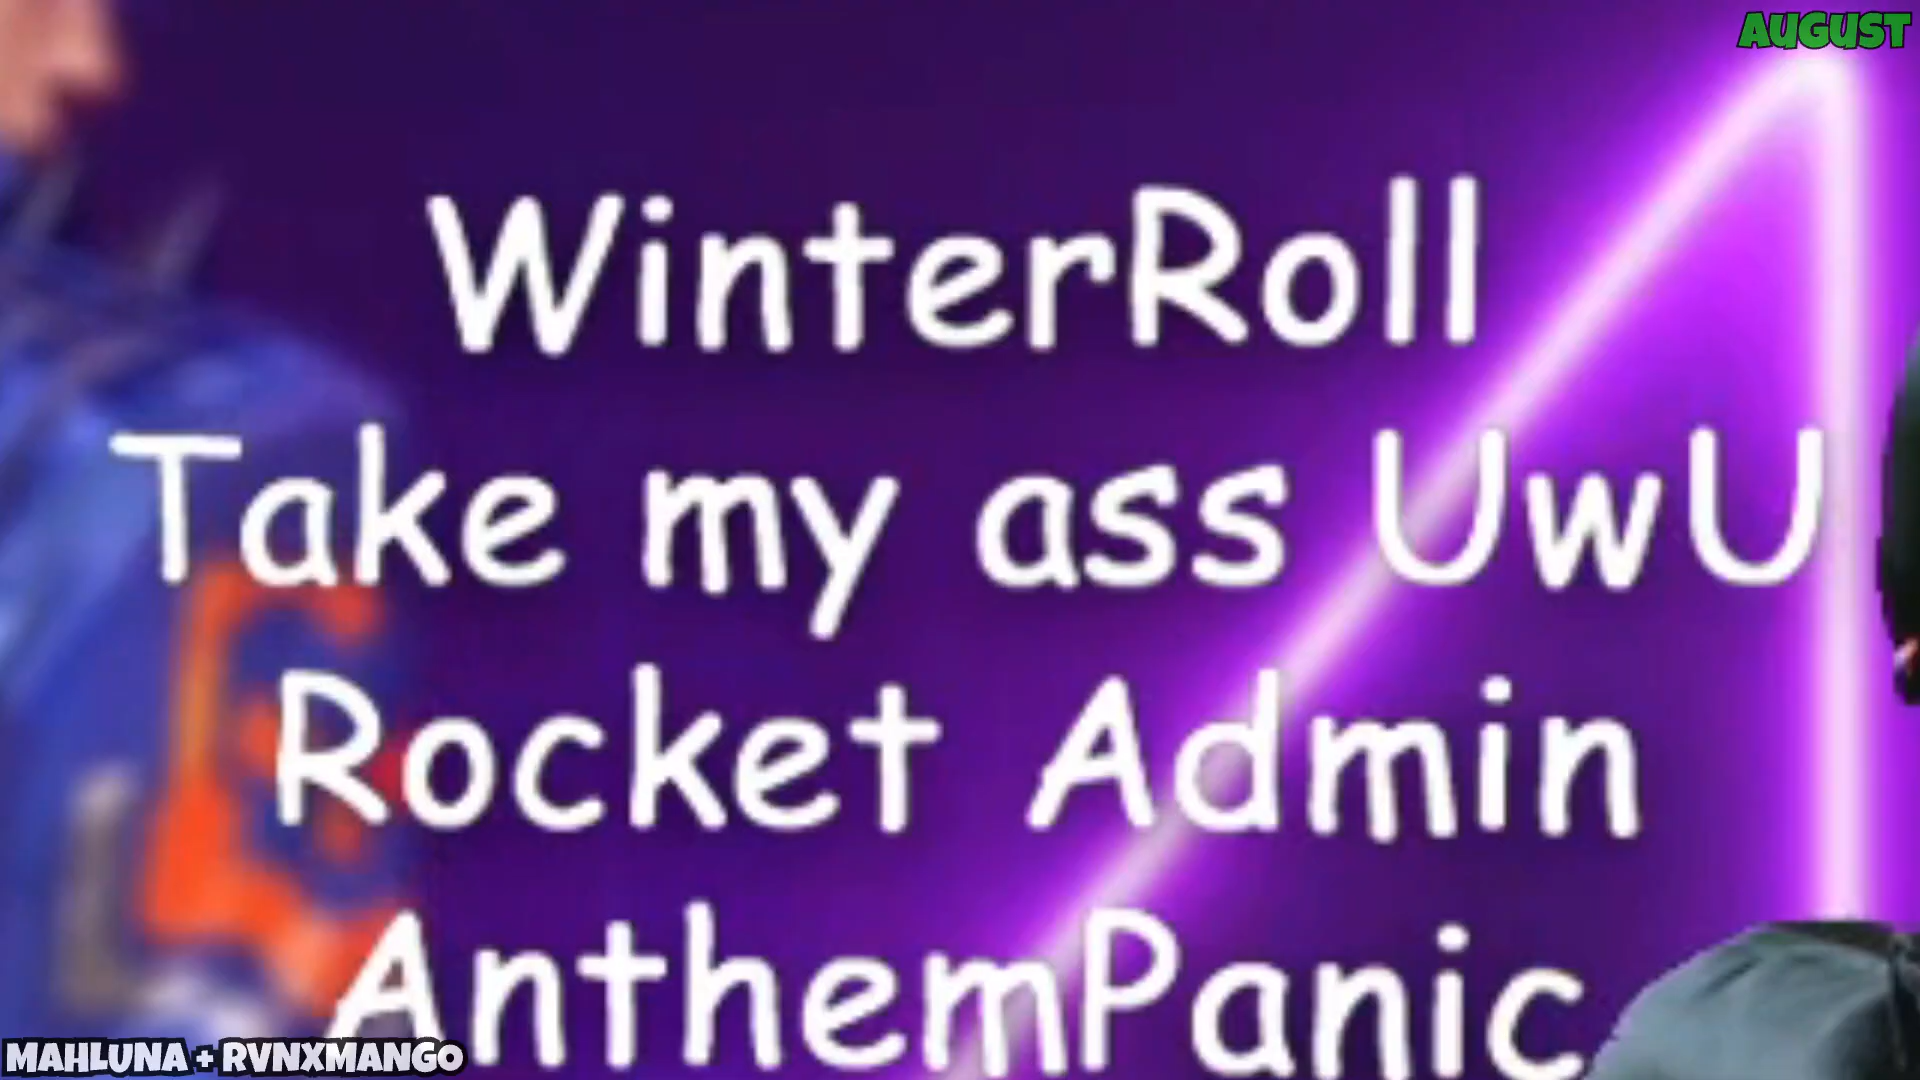 AUGUST
WinterRoll
Take my ass UwU
Rocket Admin
AnthemPanic
MAHLUNA + RVNXMANGO